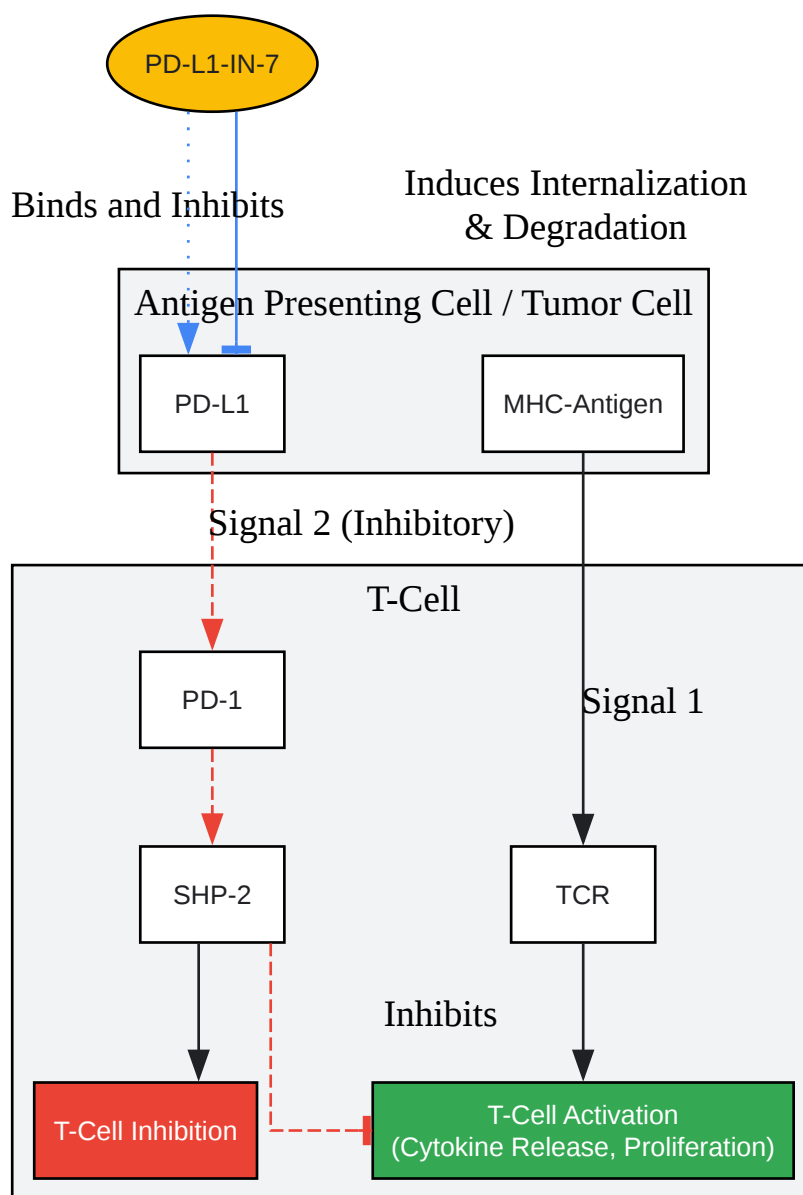 PD-L1-IN-7
Binds and Inhibits
Induces Internalization
& Degradation
Antigen Presenting Cell / Tumor Cell
PD-L1
MHC-Antigen
Signal 2 (Inhibitory)
T-Cell
PD-1
Signal 1
SHP-2
TCR
Inhibits
T-Cell Inhibition
T-Cell Activation
(Cytokine Release, Proliferation)